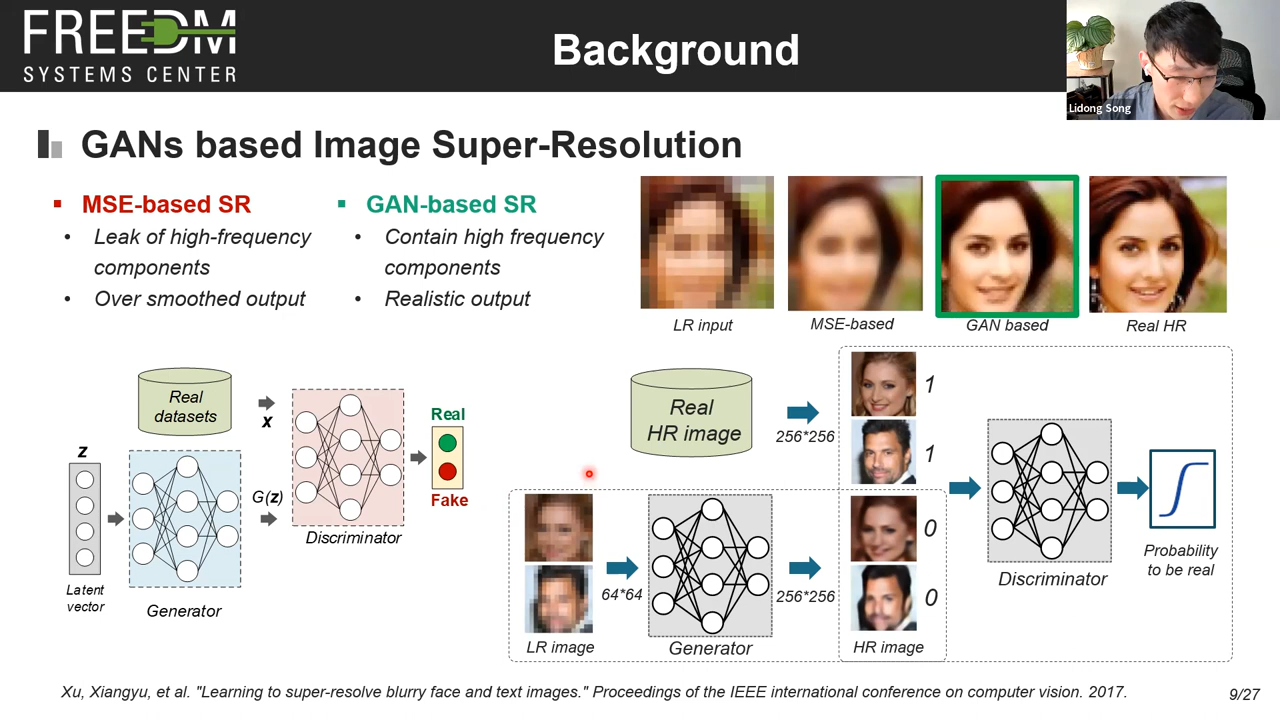 FREEDM
SYSTEMS CENTER
Background
Lidong Song
GANs based Image Super-Resolution
MSE-based SR
Leak of high-frequency
components
Over smoothed output
GAN-based SR
Contain high frequency
components
Realistic output
LR input
MSE-based
GAN based
Real HR
Real
datasets
x
z
G(z)
Real
Fake
Discriminator
Latent
vector
Generator
Real
HR image
256*256
1
1
0
0
64*64
256*256
LR image
Generator
HR image
Discriminator
Probability
to be real
Xu, Xiangyu, et al. "Learning to super-resolve blurry face and text images." Proceedings of the IEEE international conference on computer vision. 2017.
9/27